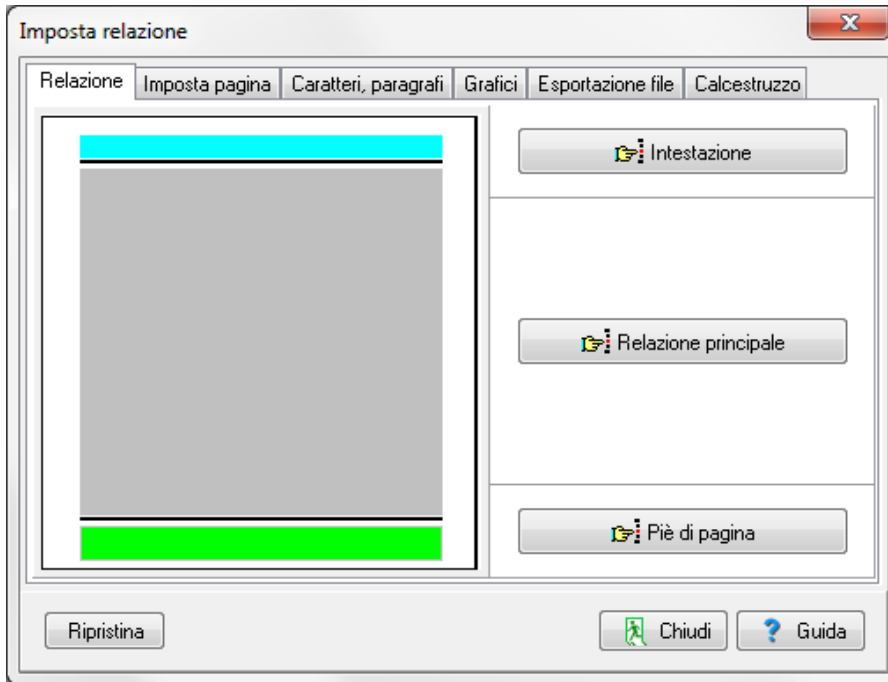 Imposta relazione
Relazione
Imposta pagina
Caratteri, paragrafi
Grafici
Esportazione file
Calcestruzzo
Intestazione
Relazione principale
Piè di pagina
Ripristina
Chiudi
Guida